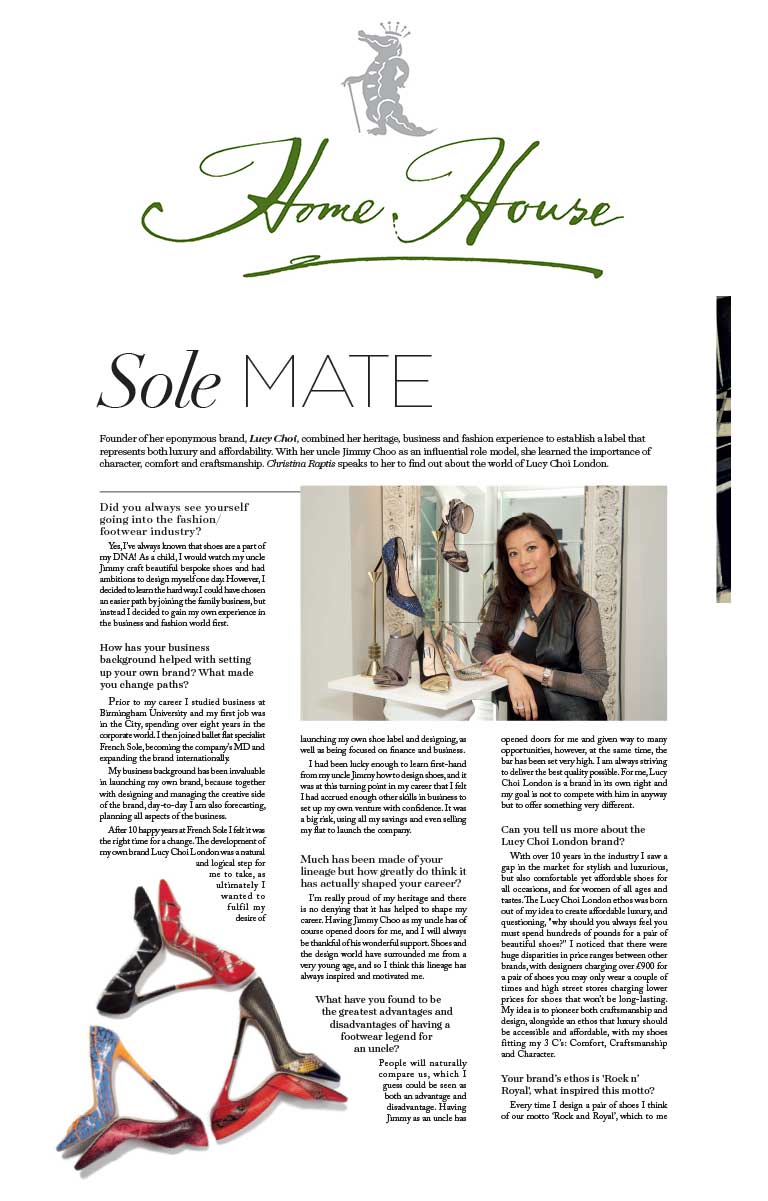 Home House
Sole MATE
Founder of her eponymous brand, Lucy Choi, combined her heritage, business and fashion experience to establish a label that
represents both luxury and affordability. With her uncle Jimmy Choo as an influential role model, she learned the importance of
character, comfort and craftsmanship. Christina Raptis speaks to her to find out about the world of Lucy Choi London.
Did you always see yourself
going into the fashion/
footwear industry?
Yes, I've always known that shoes are a part of
my DNA! As a child, I would watch my uncle
Jimmy craft beautiful bespoke shoes and had
ambitions to design myself one day. However, I
decided to learn the hard way. I could have chosen
an easier path by joining the family business, but
instead I decided to gain my own experience in
the business and fashion world first.
How has your business
background helped with setting
up your own brand? What made
you change paths?
Prior to my career I studied business at
Birmingham University and my first job was
in the City, spending over eight years in the
corporate world. I then joined ballet flat specialist
French Sole, becoming the company's MD and
expanding the brand internationally.
My business background has been invaluable
in launching my own brand, because together
with designing and managing the creative side
of the brand, day-to-day I am also forecasting,
planning all aspects of the business.
After 10 happy years at French Sole I felt it was
the right time for a change. The development of
my own brand Lucy Choi London was a natural
and logical step for
me to take, as
ultimately I
wanted to
fulfil my
desire of
launching my own shoe label and designing, as
well as being focused on finance and business.
I had been lucky enough to learn first-hand
from my uncle Jimmy how to design shoes, and it
was at this turning point in my career that I felt
I had accrued enough other skills in business to
set up my own venture with confidence. It was
a big risk, using all my savings and even selling
my flat to launch the company.
Much has been made of your
lineage but how greatly do think it
has actually shaped your career?
I'm really proud of my heritage and there
is no denying that it has helped to shape my
career. Having Jimmy Choo as my uncle has of
course opened doors for me, and I will always
be thankful of his wonderful support. Shoes and
the design world have surrounded me from a
very young age, and so I think this lineage has
always inspired and motivated me.
What have you found to be
the greatest advantages and
disadvantages of having a
footwear legend for
an uncle?
People will naturally
compare us, which I
guess could be seen as
both an advantage and
disadvantage. Having
Jimmy as an uncle has
opened doors for me and given way to many
opportunities, however, at the same time, the
bar has been set very high. I am always striving
to deliver the best quality possible. For me, Lucy
Choi London is a brand in its own right and
my goal is not to compete with him in anyway
but to offer something very different.
Can you tell us more about the
Lucy Choi London brand?
With over 10 years in the industry I saw a
gap in the market for stylish and luxurious,
but also comfortable yet affordable shoes for
all occasions, and for women of all ages and
tastes. The Lucy Choi London ethos was born
out of my idea to create affordable luxury, and
questioning, "why should you always feel you
must spend hundreds of pounds for a pair of
beautiful shoes?" I noticed that there were
huge disparities in price ranges between other
brands, with designers charging over £900 for
a pair of shoes you may only wear a couple of
times and high street stores charging lower
prices for shoes that won't be long-lasting.
My idea is to pioneer both craftsmanship and
design, alongside an ethos that luxury should
be accessible and affordable, with my shoes
fitting my 3 C's: Comfort, Craftsmanship
and Character.
Your brand's ethos is 'Rock n'
Royal', what inspired this motto?
Every time I design a pair of shoes I think
of our motto 'Rock and Royal', which to me